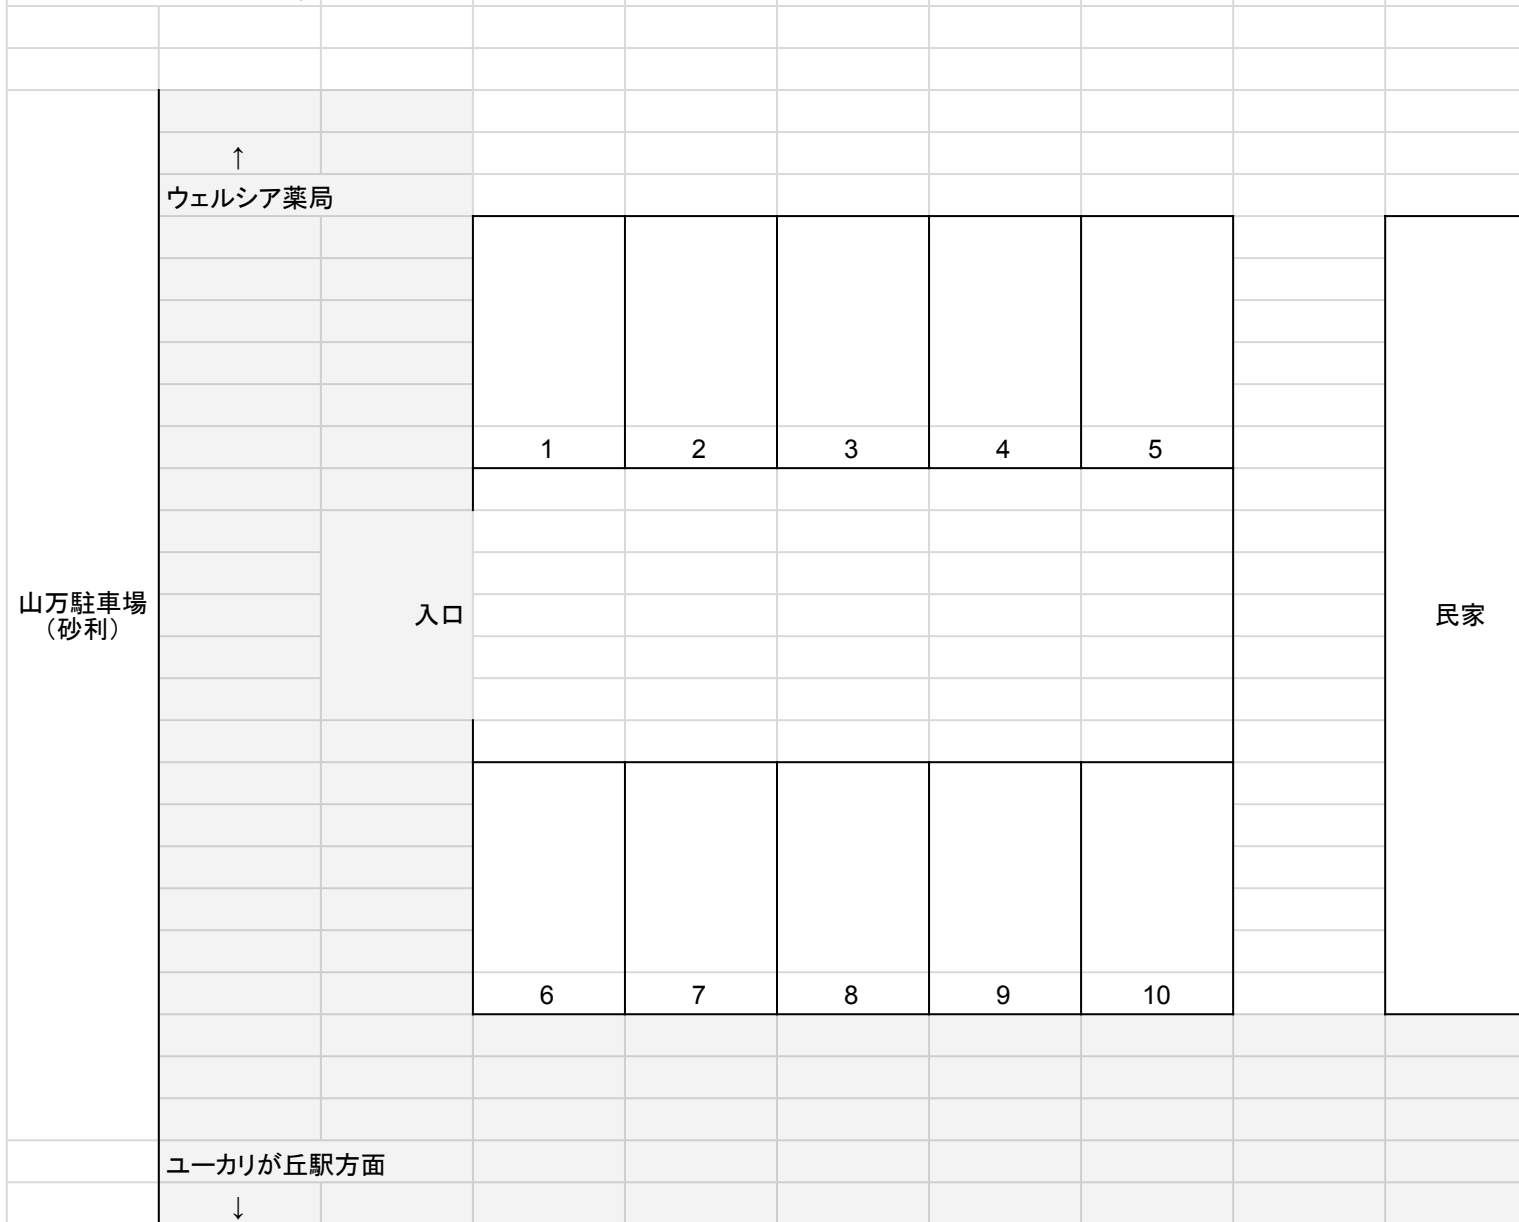 ↑
ウェルシア薬局
1 2 3 4 5
山万駐車場
（砂利）
入口
民家
6 7 8 9 10
ユーカリが丘駅方面
↓